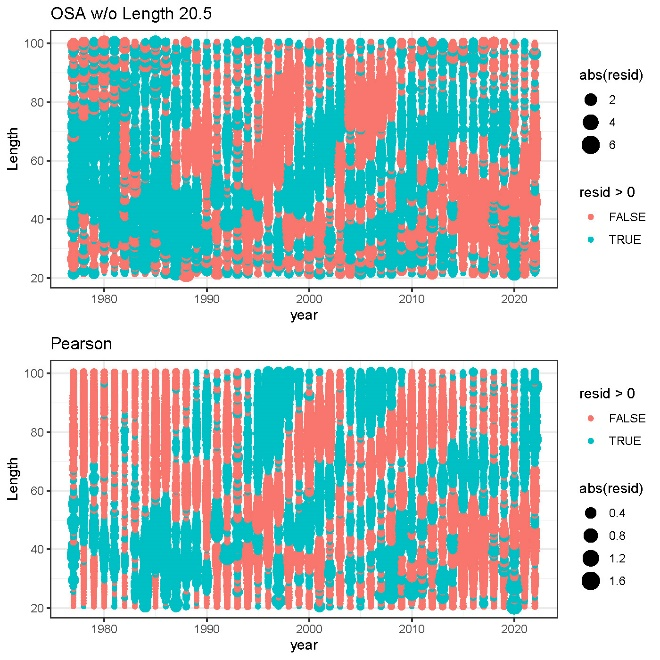 OSA w/o Length 20.5
100
80
60
40
20
Length
1980
1990
2000
2010
2020
year
abs(resid)
2
4
6
resid > 0
FALSE
TRUE
Pearson
100
80
60
40
20
Length
1980
1990
2000
2010
2020
year
resid > 0
FALSE
TRUE
abs(resid)
0.4
0.8
1.2
1.6